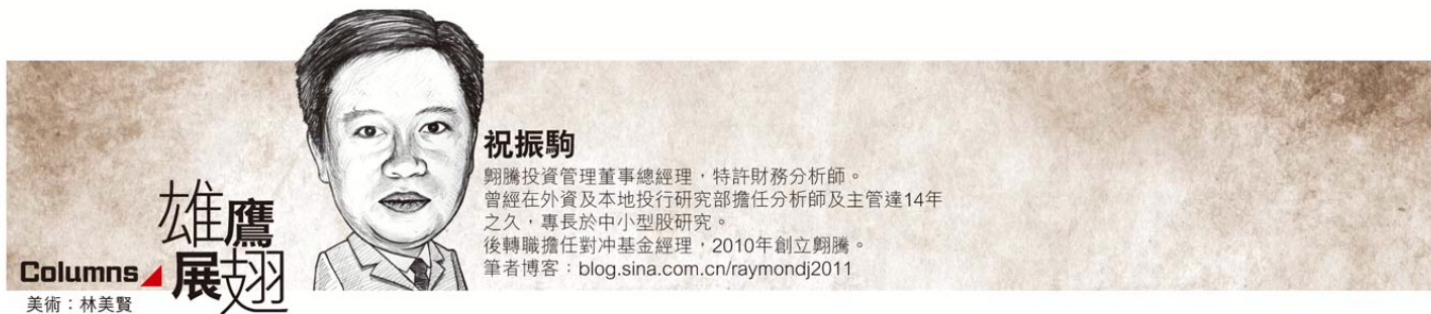 雄鷹
展翅
Columns
美術：林美賢
祝振駒
翺騰投資管理董事總經理，特許財務分析師。
曾經在外資及本地投行研究部擔任分析師及主管達14年
之久，專長於中小型股研究。
後轉職擔任對冲基金經理，2010年創立翺騰。
筆者博客：blog.sina.com.cn/raymondj2011